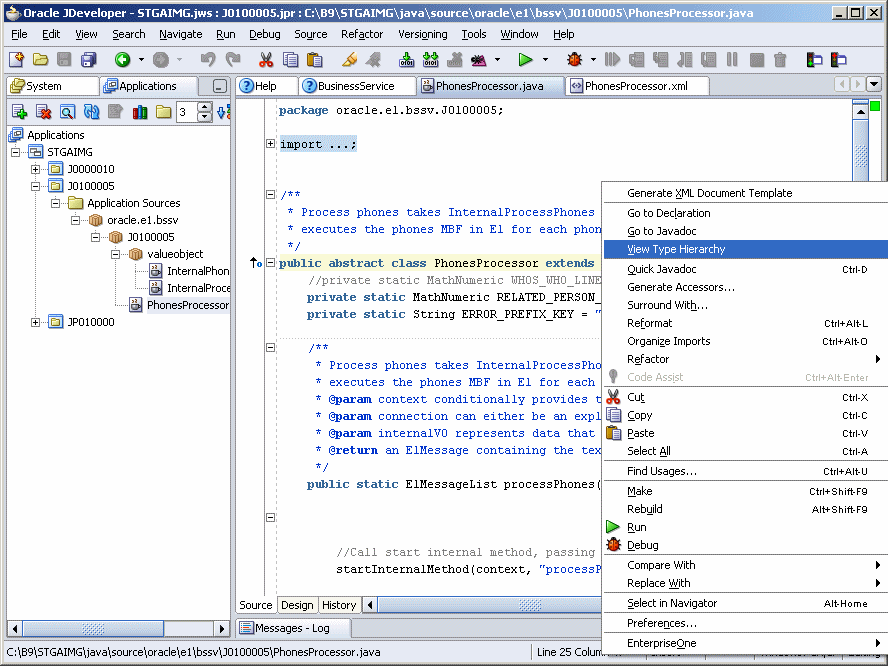 Oracle JDeveloper - STGAIMG.jws : J0100005.jpr : C:\B9\STGAIMG\java\source\oracle\e1\bssv\J0100005\PhonesProcessor.java
File Edit View Search Navigate Run Debug Source Refactor Versioning Tools Window Help
System Applications
Help BusinessService PhonesProcessor.java PhonesProcessor.xml
3
Applications
STGAIMG
J0000010
J0100005
Application Sources
oracle.e1.bssv
J0100005
valueobject
InternalPhon
InternalProce
PhonesProcessor
JP010000
package oracle.e1.bssv.J0100005;
import ...;
/**
* Process phones takes InternalProcessPhones
* executes the phones MBF in E1 for each phon
*/
public abstract class PhonesProcessor extends
//private static MathNumeric WHOS_WHO_LINE
private static MathNumeric RELATED_PERSON_
private static String ERROR_PREFIX_KEY = "
/**
* Process phones takes InternalProcessPho
* executes the phones MBF in E1 for each
* @param context conditionally provides t
* @param connection can either be an expl
* @param internalVO represents data that
* @return an E1Message containing the tex
*/
public static E1MessageList processPhones(
//Call start internal method, passing
startInternalMethod(context, "processP
Generate XML Document Template
Go to Declaration
Go to Javadoc
View Type Hierarchy
Quick Javadoc Ctrl-D
Generate Accessors...
Surround With...
Reformat Ctrl+Alt-L
Organize Imports Ctrl+Alt-O
Refactor
Code Assist Ctrl+Alt-Enter
Cut Ctrl-X
Copy Ctrl-C
Paste Ctrl-V
Select All Ctrl-A
Find Usages... Ctrl+Alt-U
Make Ctrl+Shift-F9
Rebuild Alt+Shift-F9
Run
Debug
Compare With
Replace With
Select in Navigator Alt-Home
Preferences...
EnterpriseOne
Source Design History
Messages - Log
C:\B9\STGAIMG\java\source\oracle\e1\bssv\J0100005\PhonesProcessor.java
Line 25 Colum